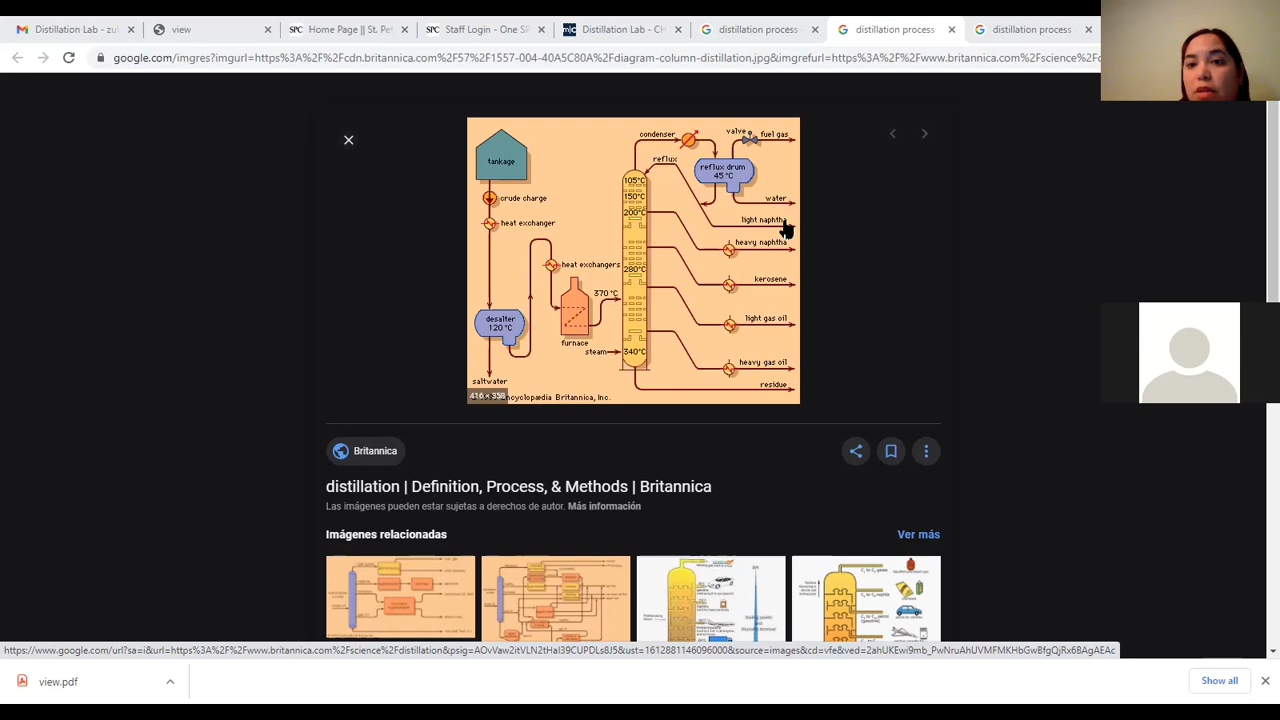 Distillation Lab - zul
view
Home Page || St. Pet
Staff Login - One SP
Distillation Lab - CH
distillation process -
distillation process
distillation process
google.com/imgres?imgurl=https%3A%2F%2Fcdn.britannica.com%2F57%2F1557-004-40A5C80A%2Fdiagram-column-distillation.jpg&imgrefurl=https%3A%2F%2Fwww.britannica.com%2Fscience%2F
tankage
crude charge
heat exchanger
desalter
120 °C
saltwater
heat exchangers
furnace
370 °C
steam
condenser
reflux
105°C
150°C
200°C
280°C
340°C
valve
fuel gas
reflux drum
45 °C
water
light naphtha
heavy naphtha
kerosene
light gas oil
heavy gas oil
residue
416 × 358
Encyclopædia Britannica, Inc.
Britannica
distillation | Definition, Process, & Methods | Britannica
Las imágenes pueden estar sujetas a derechos de autor. Más información
Imágenes relacionadas
Ver más
view.pdf
Show all